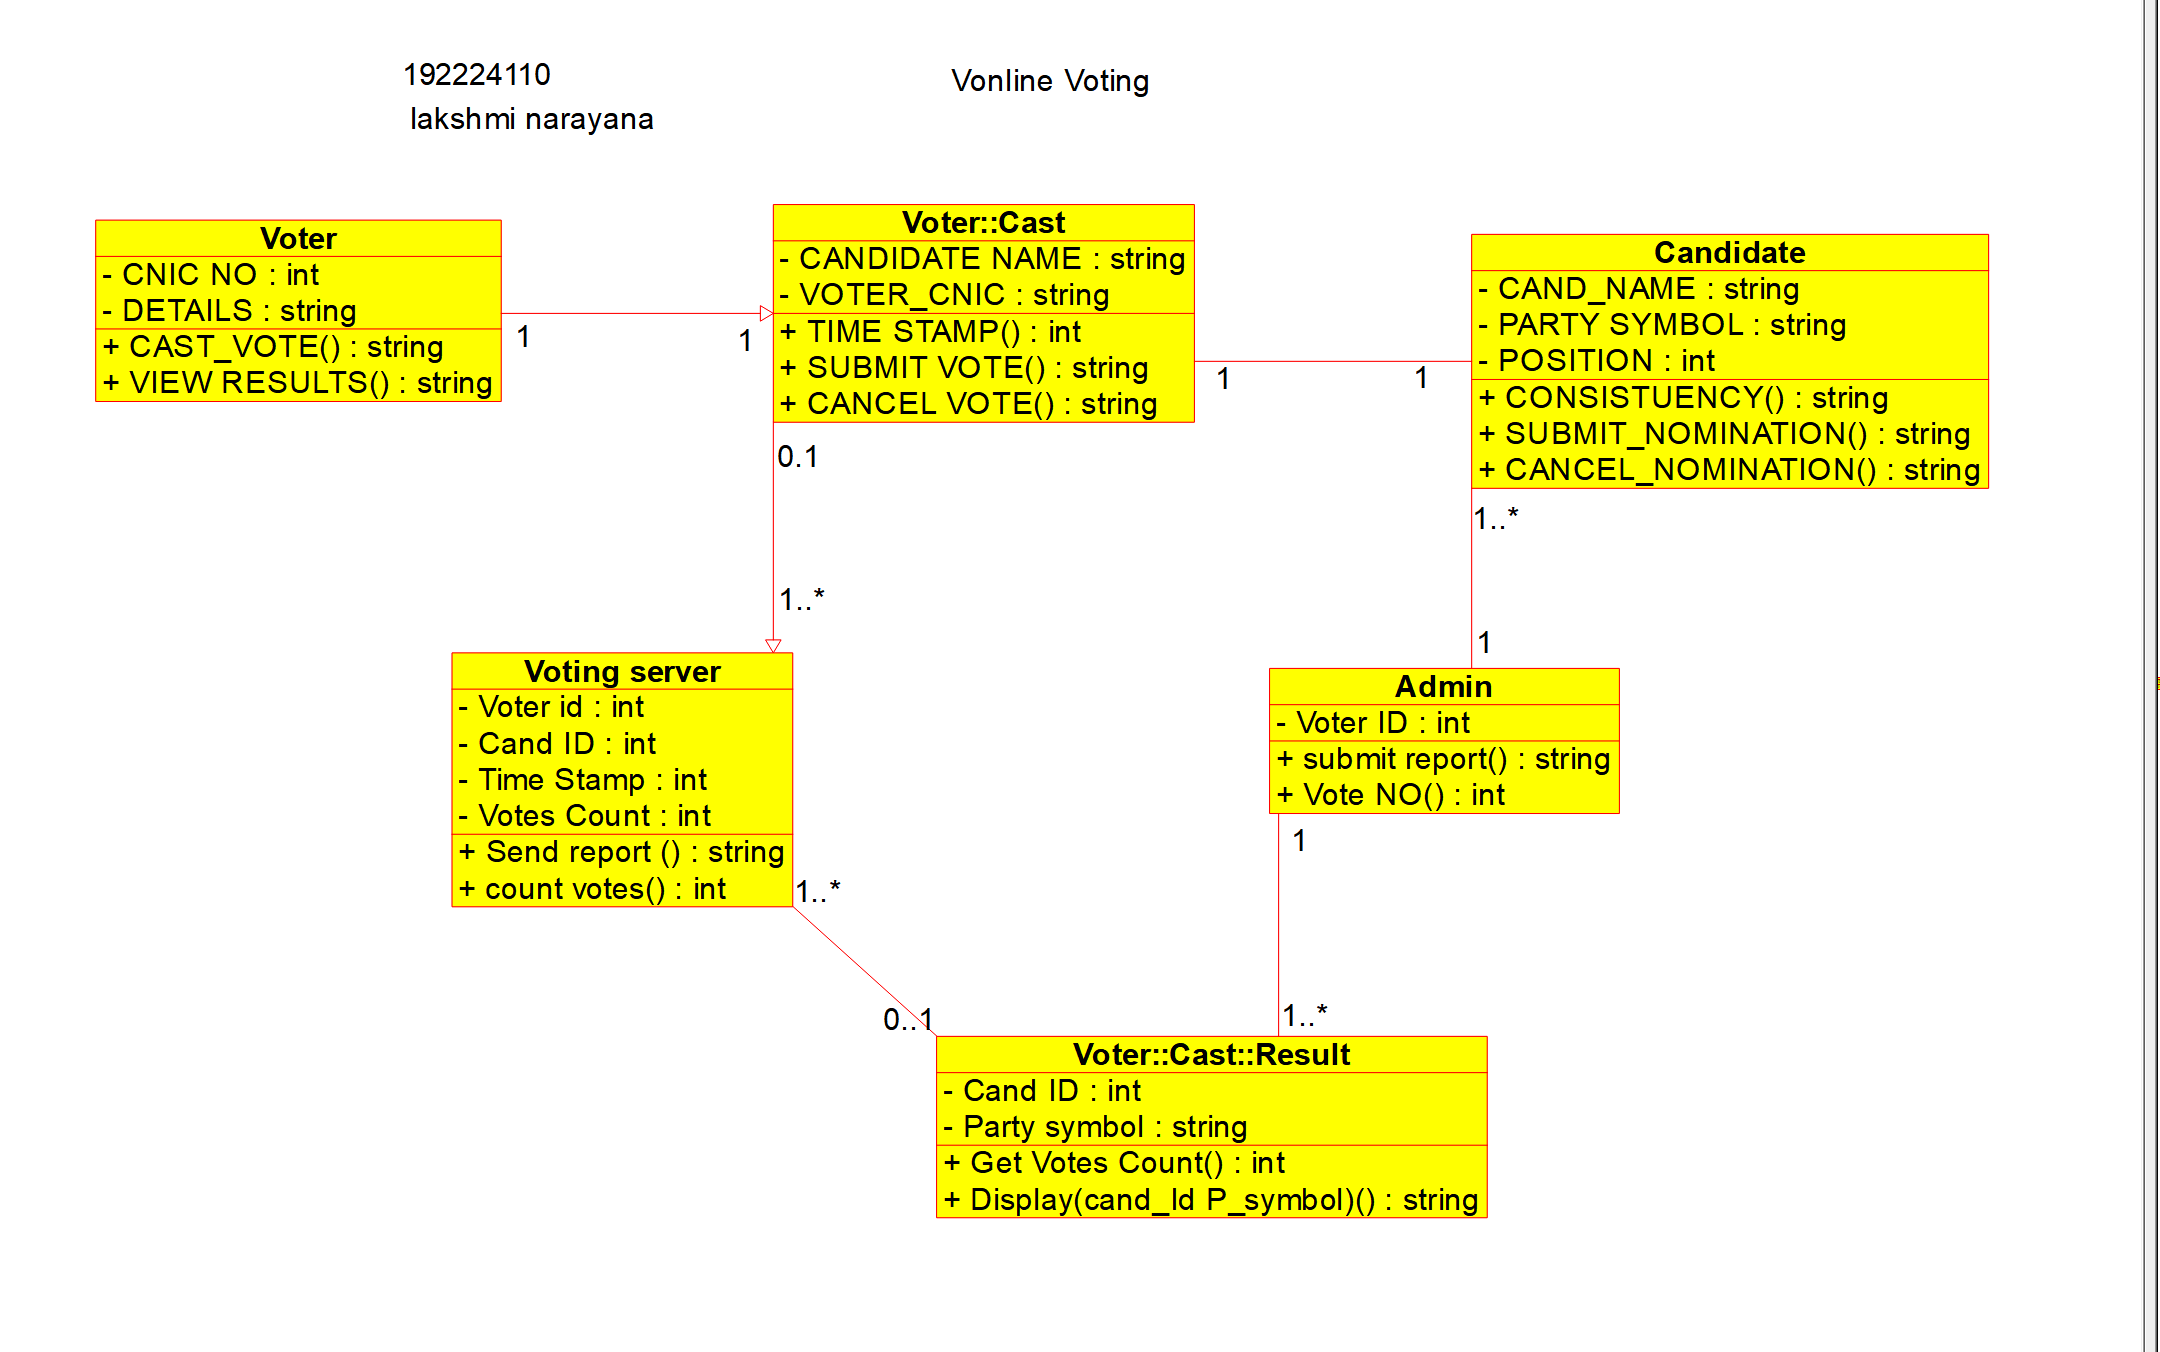 192224110
lakshmi narayana
Vonline Voting
Voter
- CNIC NO : int
- DETAILS : string
+ CAST_VOTE() : string
+ VIEW RESULTS() : string
1
1
Voter::Cast
- CANDIDATE NAME : string
- VOTER_CNIC : string
+ TIME STAMP() : int
+ SUBMIT VOTE() : string
+ CANCEL VOTE() : string
1
1
Candidate
- CAND_NAME : string
- PARTY SYMBOL : string
- POSITION : int
+ CONSISTUENCY() : string
+ SUBMIT_NOMINATION() : string
+ CANCEL_NOMINATION() : string
0.1
1..*
1..*
1
Voting server
- Voter id : int
- Cand ID : int
- Time Stamp : int
- Votes Count : int
+ Send report () : string
+ count votes() : int
Admin
- Voter ID : int
+ submit report() : string
+ Vote NO() : int
1..*
0..1
1
1..*
Voter::Cast::Result
- Cand ID : int
- Party symbol : string
+ Get Votes Count() : int
+ Display(cand_Id P_symbol)() : string